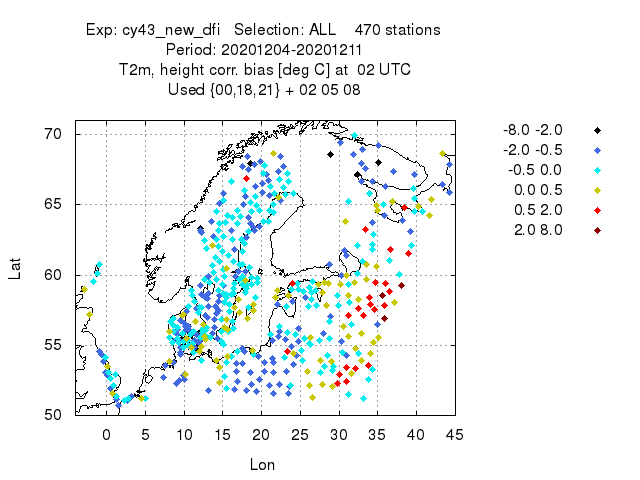 Exp: cy43_new_dfi Selection: ALL 470 stations
Period: 20201204-20201211
T2m, height corr. bias [deg C] at 02 UTC
Used {00,18,21} + 02 05 08
-8.0 -2.0
-2.0 -0.5
-0.5 0.0
0.0 0.5
0.5 2.0
2.0 8.0
70
65
60
55
50
Lat
0 5 10 15 20 25 30 35 40 45
Lon